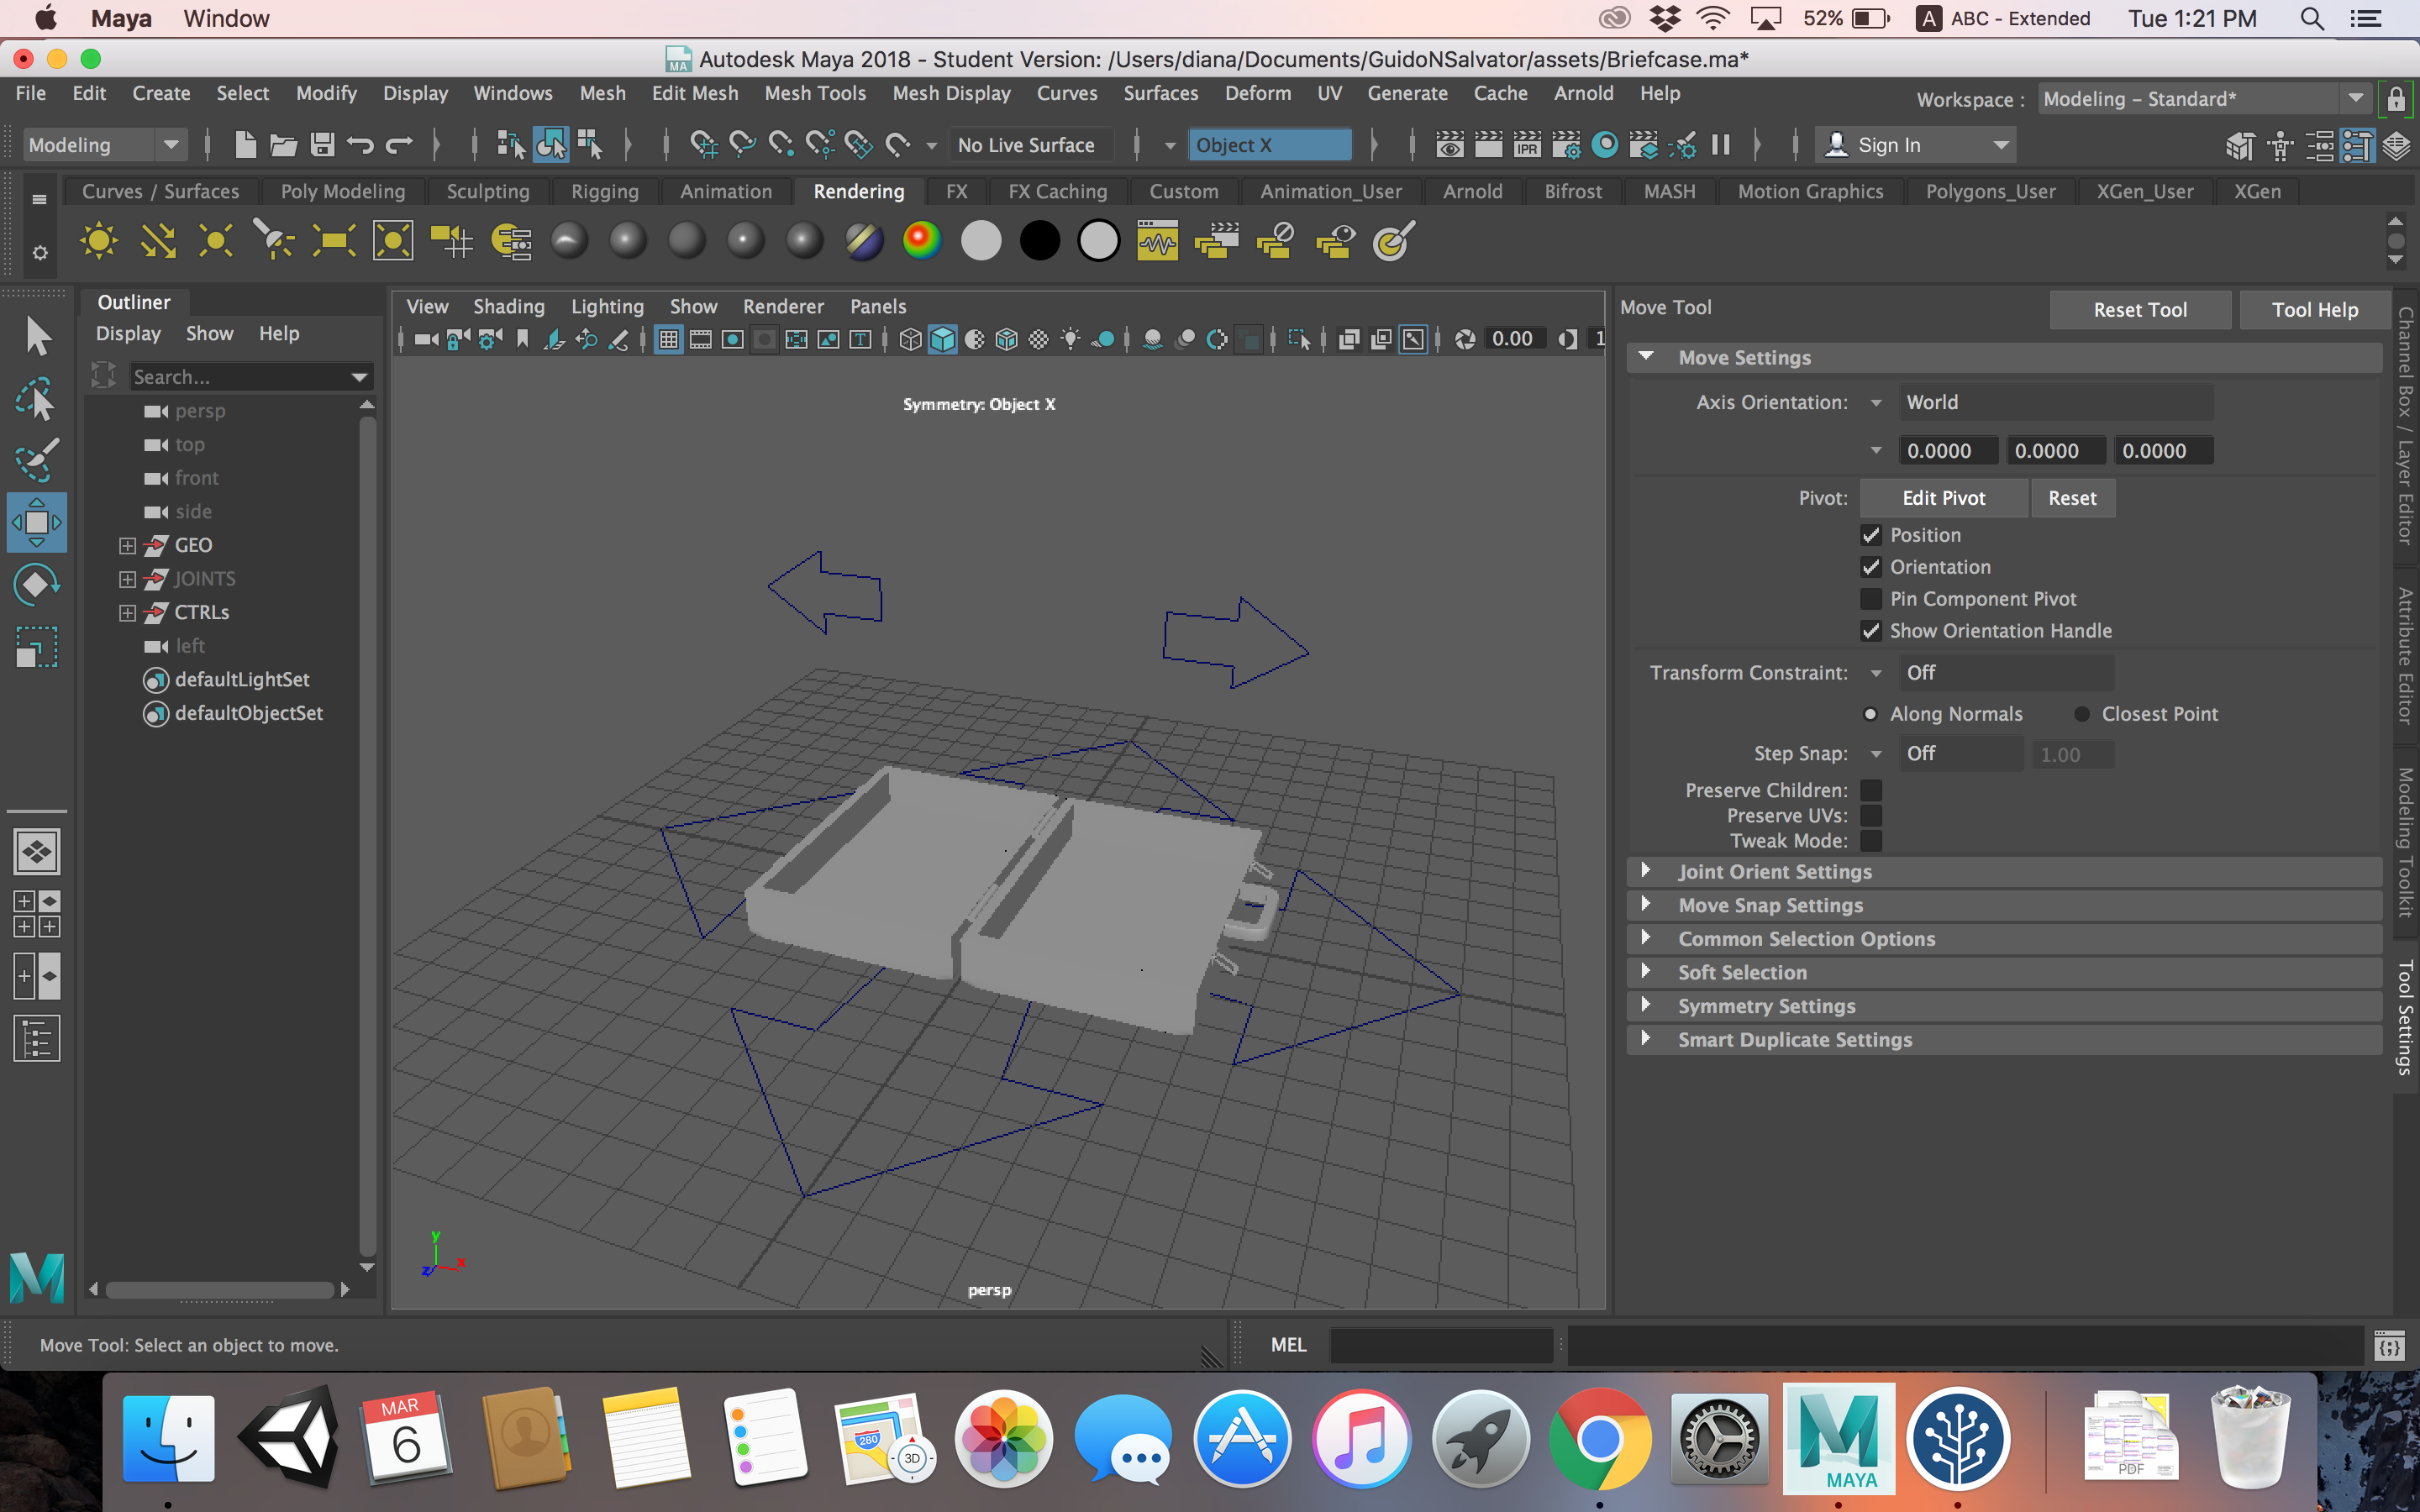 Maya Window 52% A ABC - Extended Tue 1:21 PM
MA Autodesk Maya 2018 - Student Version: /Users/diana/Documents/GuidoNSalvator/assets/Briefcase.ma*
File Edit Create Select Modify Display Windows Mesh Edit Mesh Mesh Tools Mesh Display Curves Surfaces Deform UV Generate Cache Arnold Help Workspace : Modeling - Standard*
Modeling No Live Surface Object X IPR Sign In
Curves / Surfaces Poly Modeling Sculpting Rigging Animation Rendering FX FX Caching Custom Animation_User Arnold Bifrost MASH Motion Graphics Polygons_User XGen_User XGen
Outliner
Display Show Help
Search...
persp
top
front
side
GEO
JOINTS
CTRLs
left
defaultLightSet
defaultObjectSet
View Shading Lighting Show Renderer Panels
T 0.00 1
Symmetry: Object X
y
z x
persp
Move Tool Reset Tool Tool Help
Move Settings
Axis Orientation: World
0.0000 0.0000 0.0000
Pivot: Edit Pivot Reset
Position
Orientation
Pin Component Pivot
Show Orientation Handle
Transform Constraint: Off
Along Normals Closest Point
Step Snap: Off 1.00
Preserve Children:
Preserve UVs:
Tweak Mode:
Joint Orient Settings
Move Snap Settings
Common Selection Options
Soft Selection
Symmetry Settings
Smart Duplicate Settings
Channel Box / Layer Editor
Attribute Editor
Modeling Toolkit
Tool Settings
M
Move Tool: Select an object to move. MEL
MAR
6
280
3D
M
MAYA
PDF